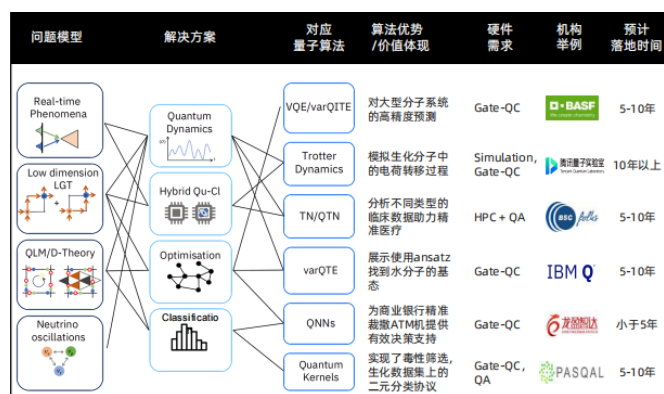 问题模型
解决方案
对应
量子算法
算法优势
/价值体现
硬件
需求
机构
举例
预计
落地时间
Real-time
Phenomena
Low dimension
LGT
QLM/D-Theory
Neutrino
oscillations
Quantum
Dynamics
Hybrid Qu-Cl
Optimisation
Classificatio
VQE/varQITE
对大型分子系统
的高精度预测
Gate-QC
BASF
We create chemistry
5-10年
Trotter
Dynamics
模拟生化分子中
的电荷转移过程
Simulation,
Gate-QC
腾讯量子实验室
Tencent Quantum Laboratory
10年以上
TN/QTN
分析不同类型的
临床数据助力精
准医疗
HPC + QA
BSC
5-10年
varQTE
展示使用ansatz
找到水分子的基
态
Gate-QC
IBM Q
5-10年
QNNs
为商业银行精准
裁撤ATM机提供
有效决策支持
Gate-QC
龙盈智达
小于5年
Quantum
Kernels
实现了毒性筛选，
生化数据集上的
二元分类协议
Gate-QC,
QA
PASQAL
5-10年